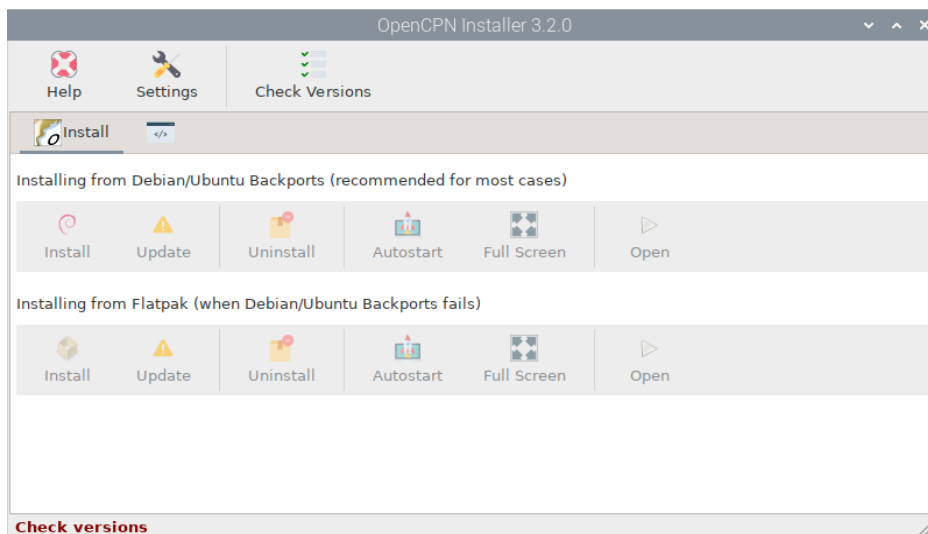 OpenCPN Installer 3.2.0
Help Settings Check Versions
Install </>
Installing from Debian/Ubuntu Backports (recommended for most cases)
Install Update Uninstall Autostart Full Screen Open
Installing from Flatpak (when Debian/Ubuntu Backports fails)
Install Update Uninstall Autostart Full Screen Open
Check versions